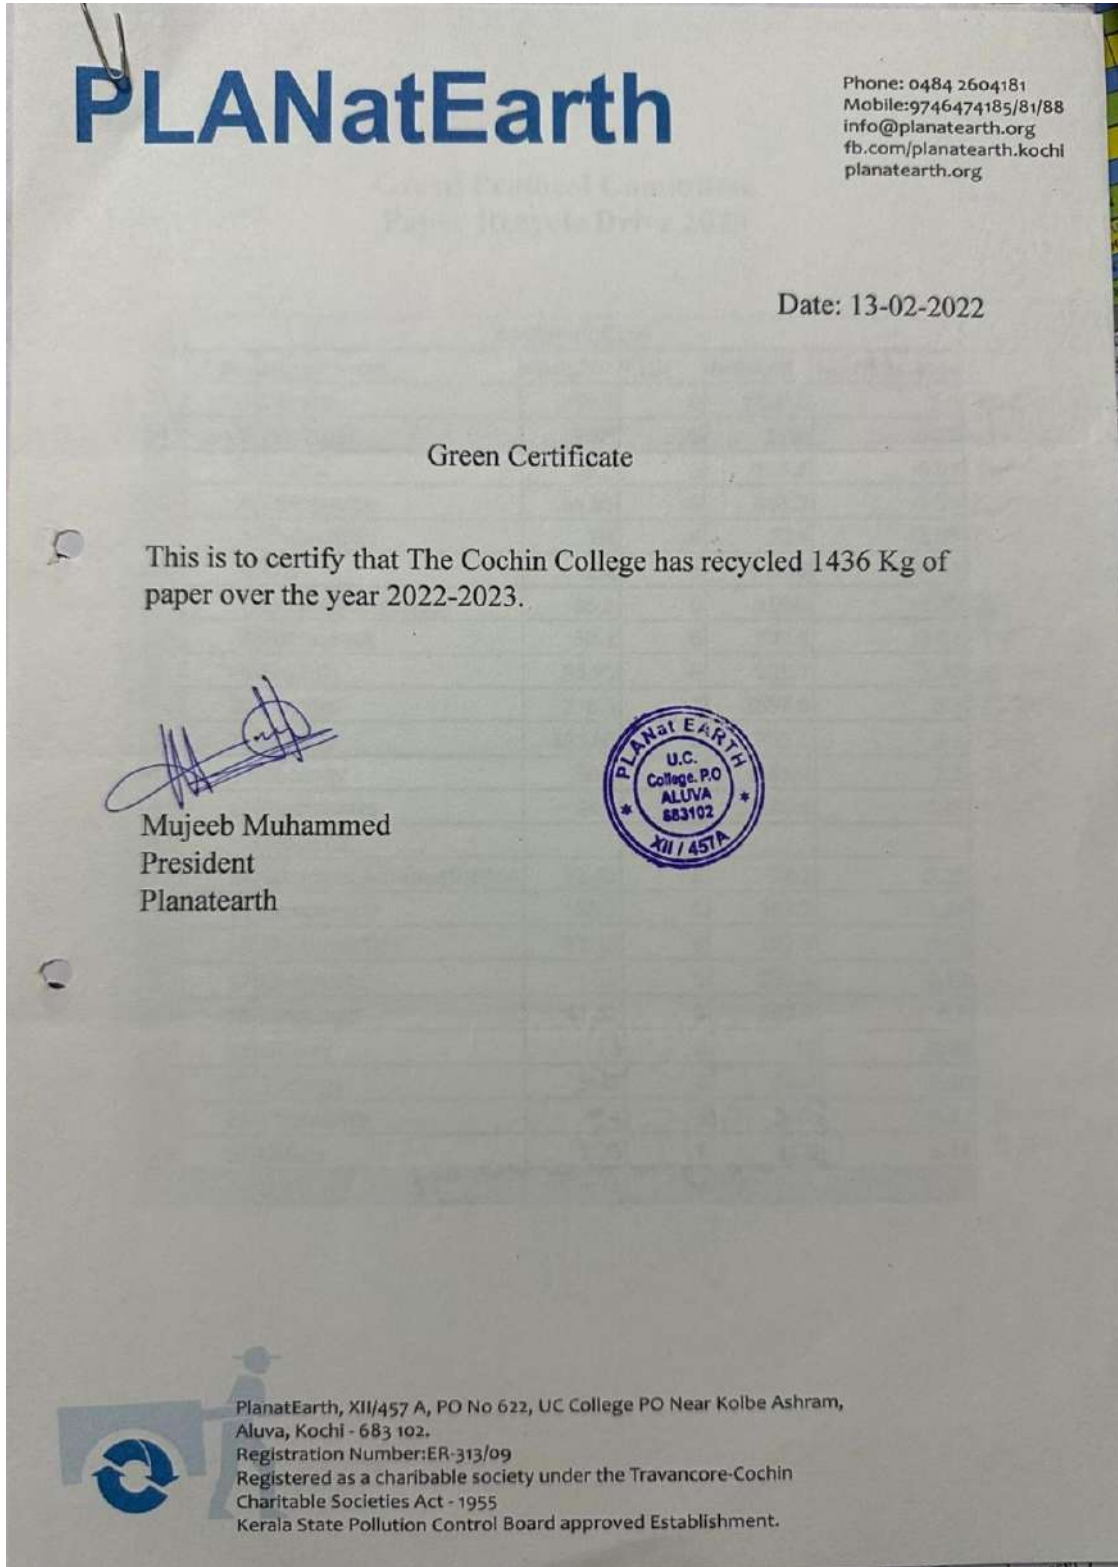 PLANatEarth
Phone: 0484 2604181
Mobile:9746474185/81/88
info@planatearth.org
fb.com/planatearth.kochi
planatearth.org
Paper Recycle Drive
Date: 13-02-2022
Green Certificate
This is to certify that The Cochin College has recycled 1436 Kg of
paper over the year 2022-2023.
Mujeeb Muhammed
President
Planatearth
PLANat EARTH
U.C.
College. P.O
ALUVA
683102
XII / 457A
PlanatEarth, XII/457 A, PO No 622, UC College PO Near Kolbe Ashram,
Aluva, Kochi - 683 102.
Registration Number:ER-313/09
Registered as a charibable society under the Travancore-Cochin
Charitable Societies Act - 1955
Kerala State Pollution Control Board approved Establishment.